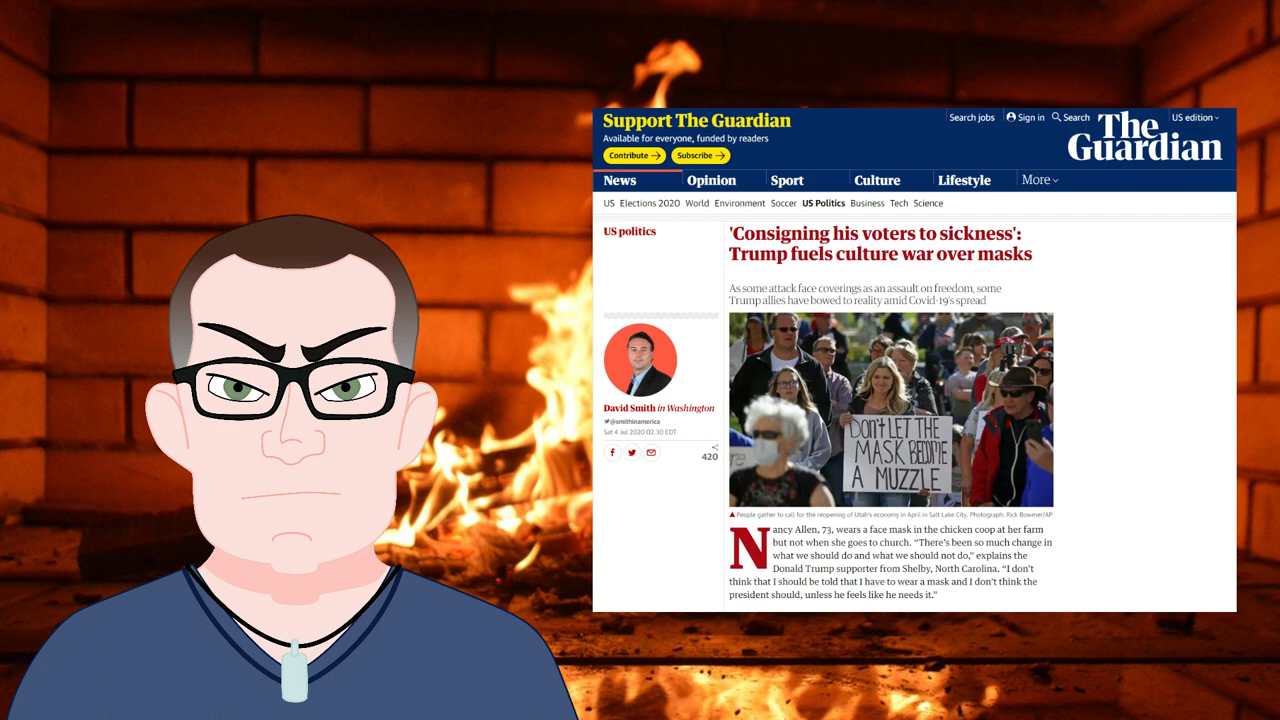 Support The Guardian
Available for everyone, funded by readers
Contribute →
Subscribe →
Search jobs
Sign in
Search
US edition
The
Guardian
News
Opinion
Sport
Culture
Lifestyle
More
US
Elections 2020
World
Environment
Soccer
US Politics
Business
Tech
Science
US politics
'Consigning his voters to sickness':
Trump fuels culture war over masks
As some attack face coverings as an assault on freedom, some
Trump allies have bowed to reality amid Covid-19's spread
David Smith in Washington
@smithinamerica
Sat 4 Jul 2020 02.30 EDT
420
DON'T LET THE
MASK BECOME
A MUZZLE
People gather to call for the reopening of Utah's economy in April in Salt Lake City. Photograph: Rick Bowmer/AP
Nancy Allen, 73, wears a face mask in the chicken coop at her farm
but not when she goes to church. “There's been so much change in
what we should do and what we should not do,” explains the
Donald Trump supporter from Shelby, North Carolina. “I don't
think that I should be told that I have to wear a mask and I don't think the
president should, unless he feels like he needs it.”